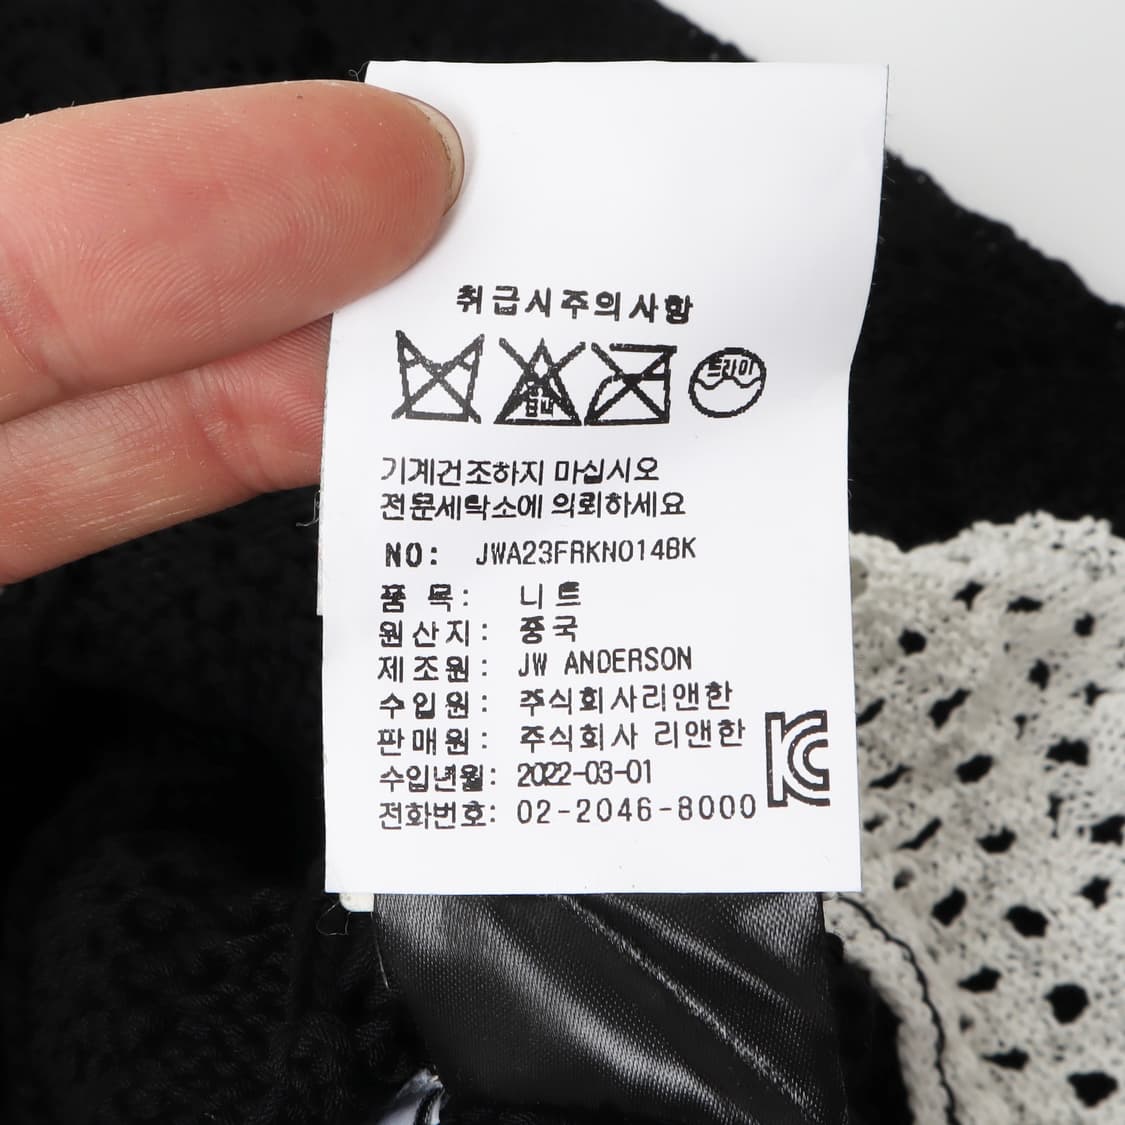 취급시주의사항
드라이
기계건조하지 마십시오
전문세탁소에 의뢰하세요
NO: JWA23FRKN014BK
품 목: 니트
원산지: 중국
제조원: JW ANDERSON
수입원: 주식회사리앤한
판매원: 주식회사 리앤한
수입년월: 2022-03-01
전화번호: 02-2046-8000
KC